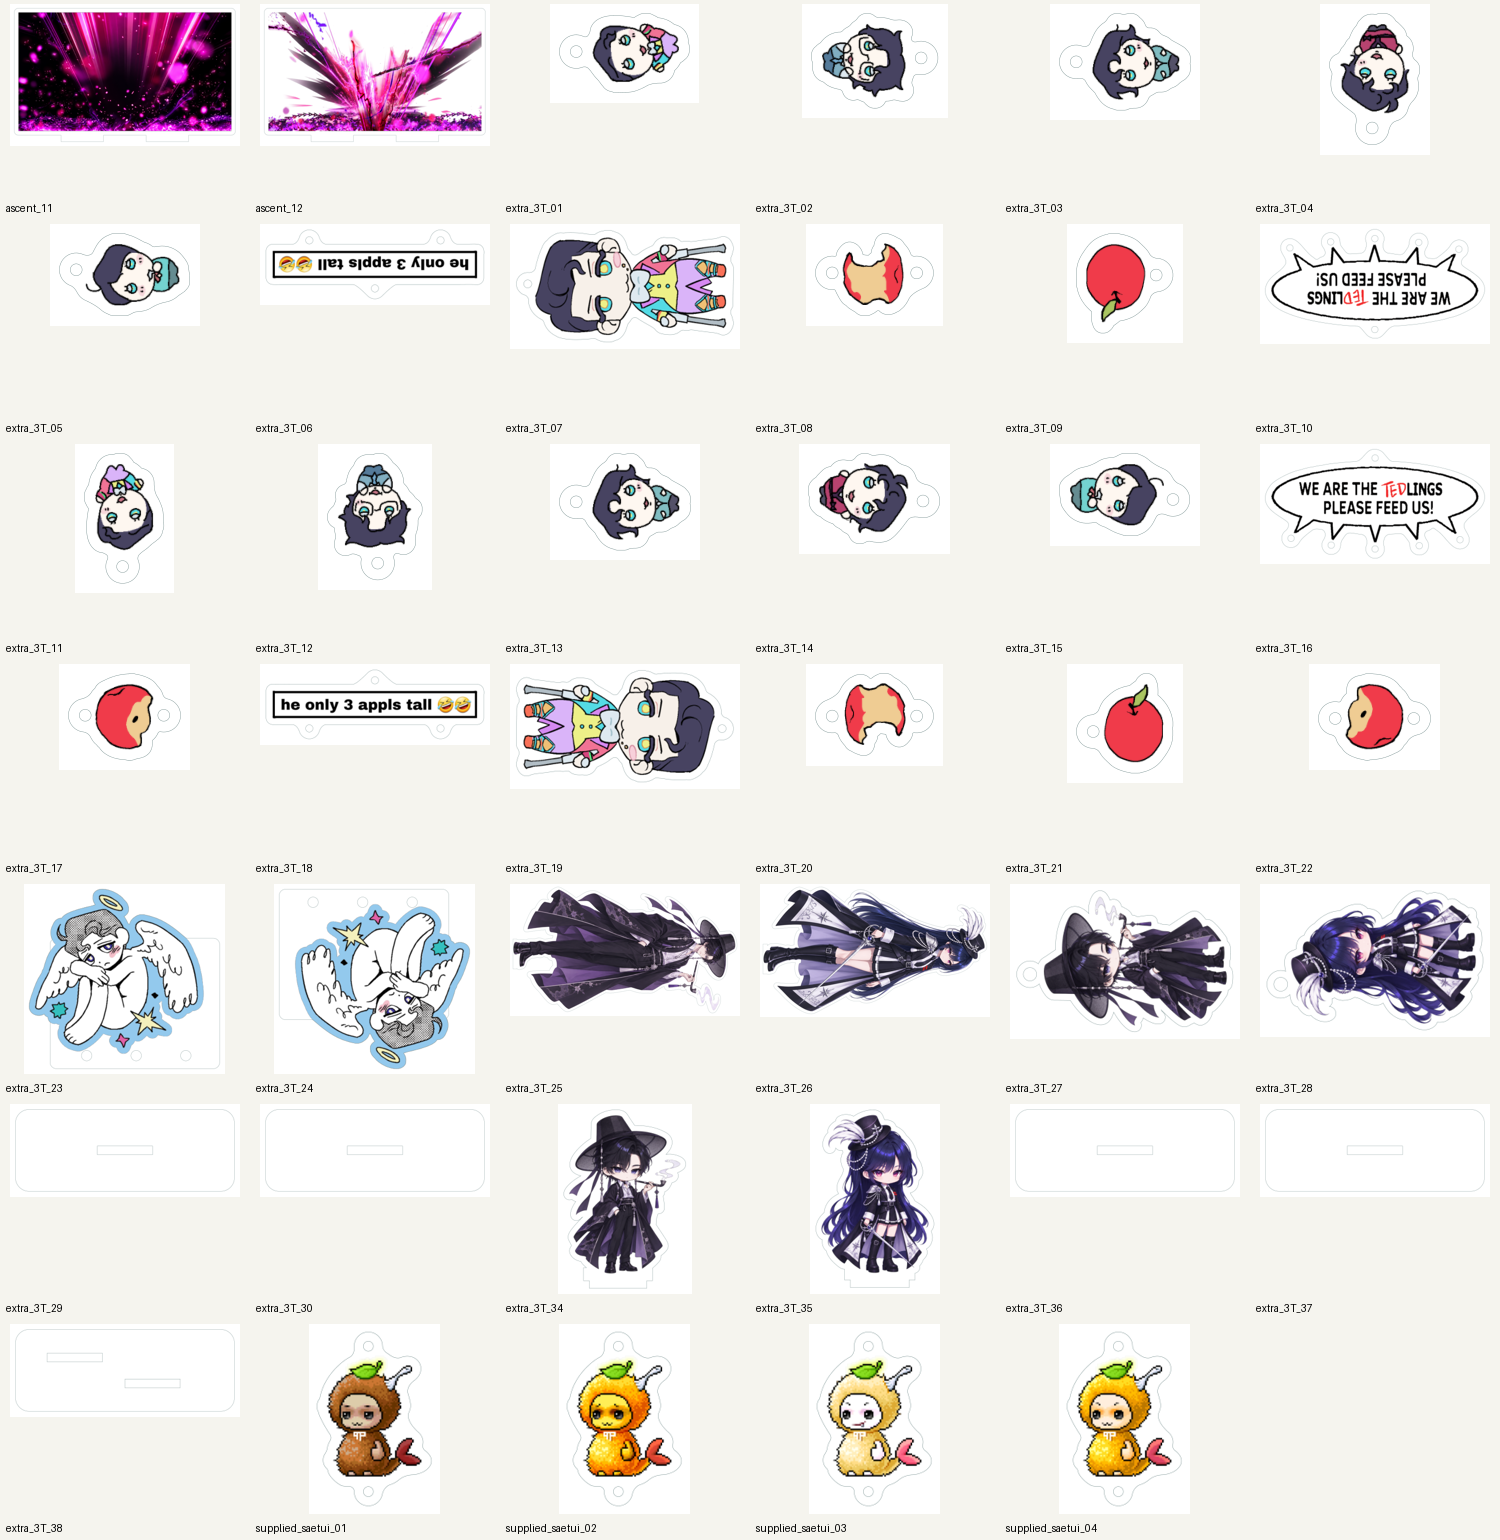 ascent_11
ascent_12
extra_3T_01
extra_3T_02
extra_3T_03
extra_3T_04
he only 3 appls tall 🤣🤣
WE ARE THE TEDLINGS
PLEASE FEED US!
extra_3T_05
extra_3T_06
extra_3T_07
extra_3T_08
extra_3T_09
extra_3T_10
WE ARE THE TEDLINGS
PLEASE FEED US!
extra_3T_11
extra_3T_12
extra_3T_13
extra_3T_14
extra_3T_15
extra_3T_16
he only 3 appls tall 🤣🤣
extra_3T_17
extra_3T_18
extra_3T_19
extra_3T_20
extra_3T_21
extra_3T_22
extra_3T_23
extra_3T_24
extra_3T_25
extra_3T_26
extra_3T_27
extra_3T_28
extra_3T_29
extra_3T_30
extra_3T_34
extra_3T_35
extra_3T_36
extra_3T_37
extra_3T_38
supplied_saetui_01
supplied_saetui_02
supplied_saetui_03
supplied_saetui_04